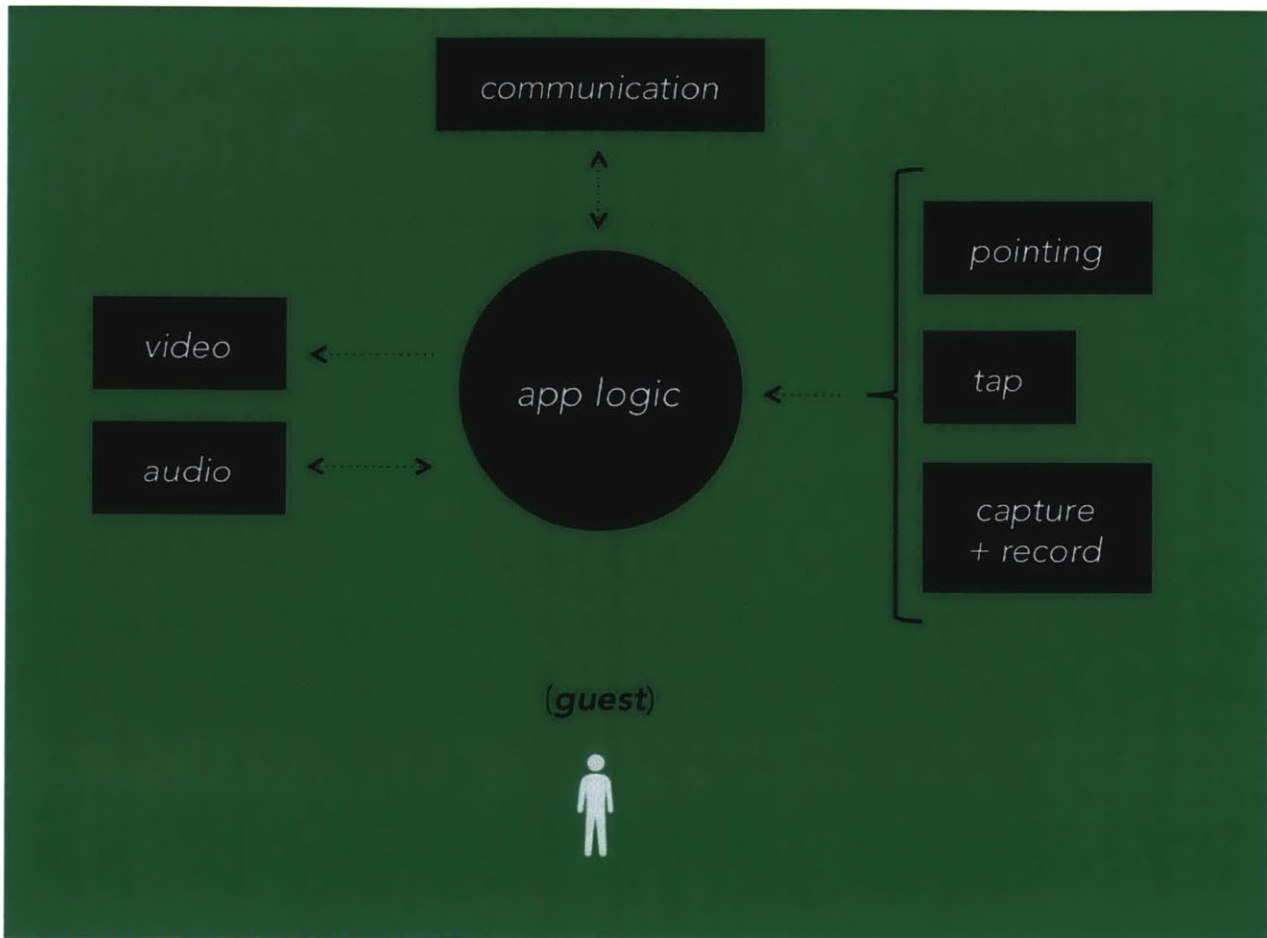 communication
pointing
video
app logic
tap
audio
capture
+ record
(guest)